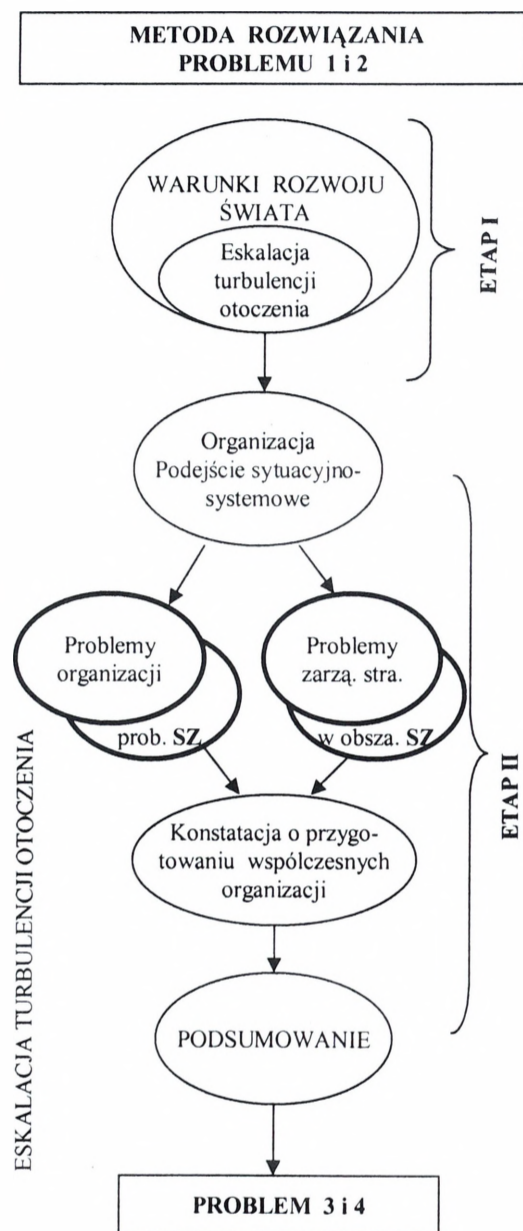 METODA ROZWIĄZANIA
PROBLEMU 1 i 2
WARUNKI ROZWOJU
ŚWIATA
Eskalacja
turbulencji
otoczenia
ETAP I
Organizacja
Podejście sytuacyjno-
systemowe
Problemy
organizacji
prob. SZ
Problemy
zarzą. stra.
w obsza. SZ
Konstatacja o przygo-
towaniu współczesnych
organizacji
ETAP II
PODSUMOWANIE
ESKALACJA TURBULENCJI OTOCZENIA
PROBLEM 3 i 4